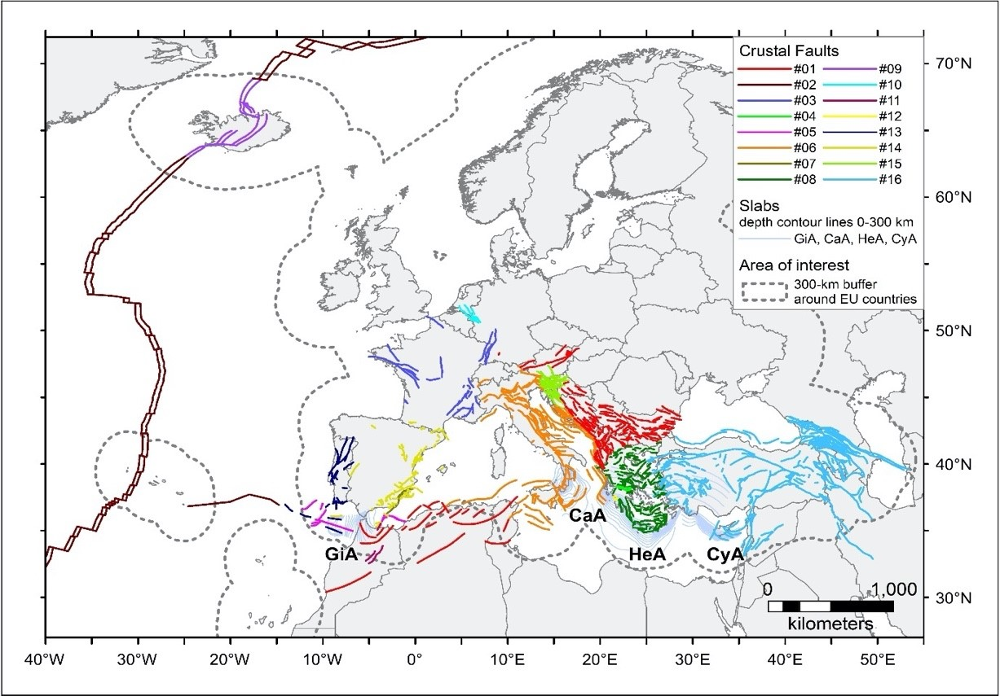 Crustal Faults
#01 #09
#02 #10
#03 #11
#04 #12
#05 #13
#06 #14
#07 #15
#08 #16
Slabs
depth contour lines 0-300 km
GiA, CaA, HeA, CyA
Area of interest
300-km buffer
around EU countries
70°N
60°N
50°N
40°N
30°N
CaA
GiA
HeA
CyA
0 1,000
kilometers
40°W 30°W 20°W 10°W 0° 10°E 20°E 30°E 40°E 50°E